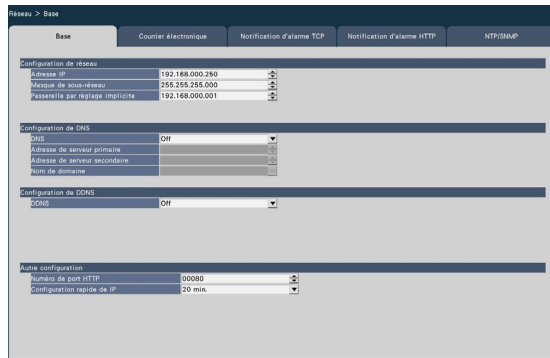 Réseau > Base
Base Courrier électronique Notification d'alarme TCP Notification d'alarme HTTP NTP/SNMP
Configuration de réseau
Adresse IP 192.168.000.250
Masque de sous-réseau 255.255.255.000
Passerelle par réglage implicite 192.168.000.001
Configuration de DNS
DNS Off
Adresse de serveur primaire
Adresse de serveur secondaire
Nom de domaine
Configuration de DDNS
DDNS Off
Autre configuration
Numéro de port HTTP 00080
Configuration rapide de IP 20 min.